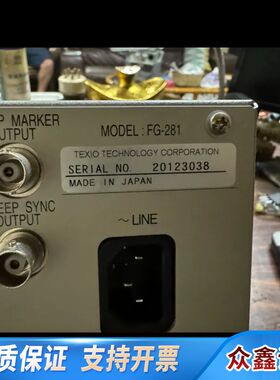 P MARKER
OUTPUT
MODEL:FG-281
TEXIO TECHNOLOGY CORPORATION
SERIAL NO. 20123038
MADE IN JAPAN
EEP SYNC
OUTPUT
～LINE
质保证 支持开票
众鑫